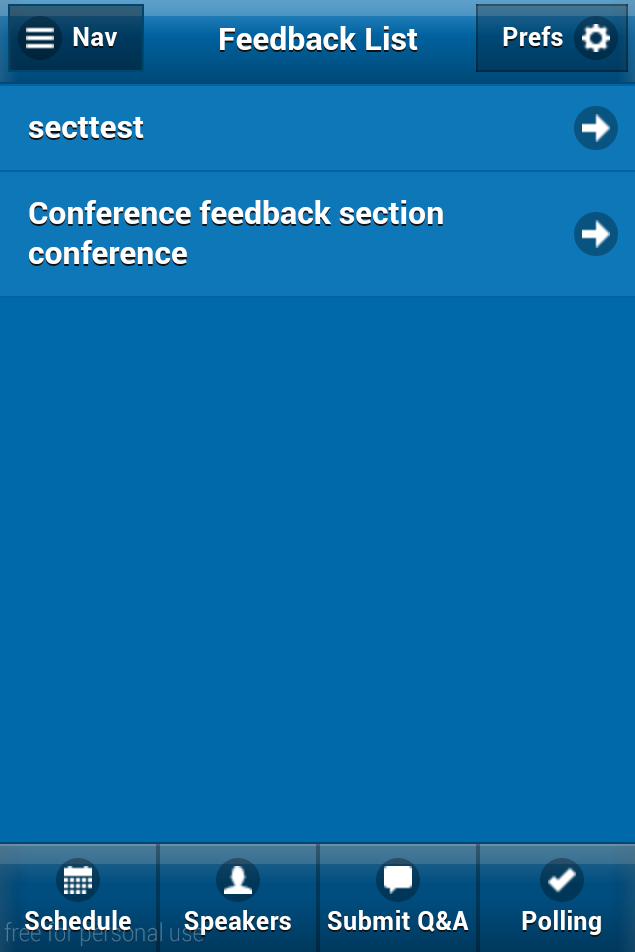 Nav
Feedback List
Prefs
secttest
Conference feedback section
conference
Schedule
Speakers
Submit Q&A
Polling
free for personal use